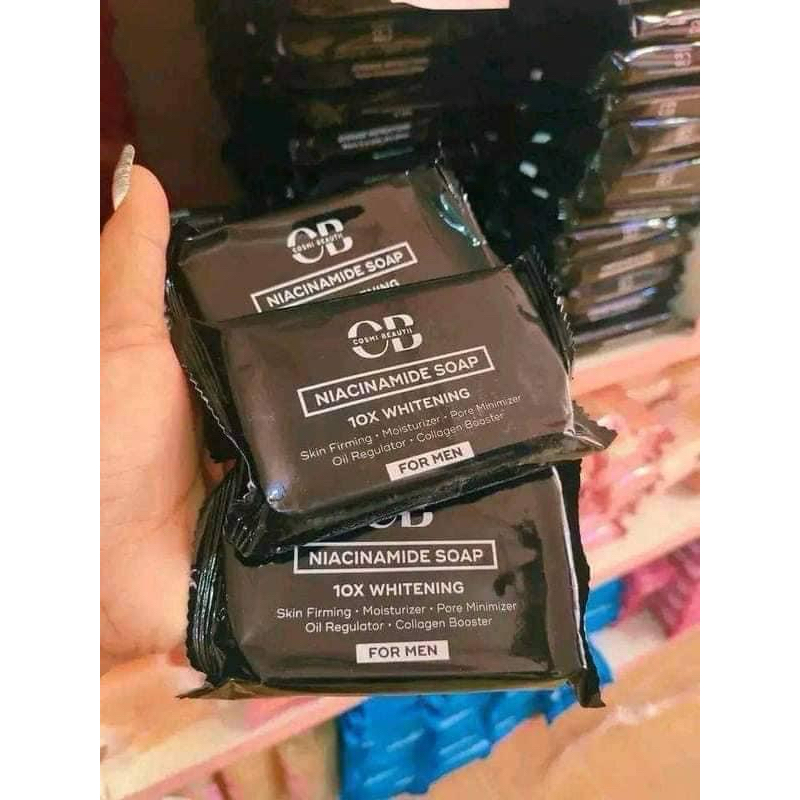 CB
COSMI BEAUTII
NIACINAMIDE SOAP
CB
COSMI BEAUTII
NIACINAMIDE SOAP
10X WHITENING
Skin Firming • Moisturizer • Pore Minimizer
Oil Regulator • Collagen Booster
FOR MEN
NIACINAMIDE SOAP
10X WHITENING
Skin Firming • Moisturizer • Pore Minimizer
Oil Regulator • Collagen Booster
FOR MEN